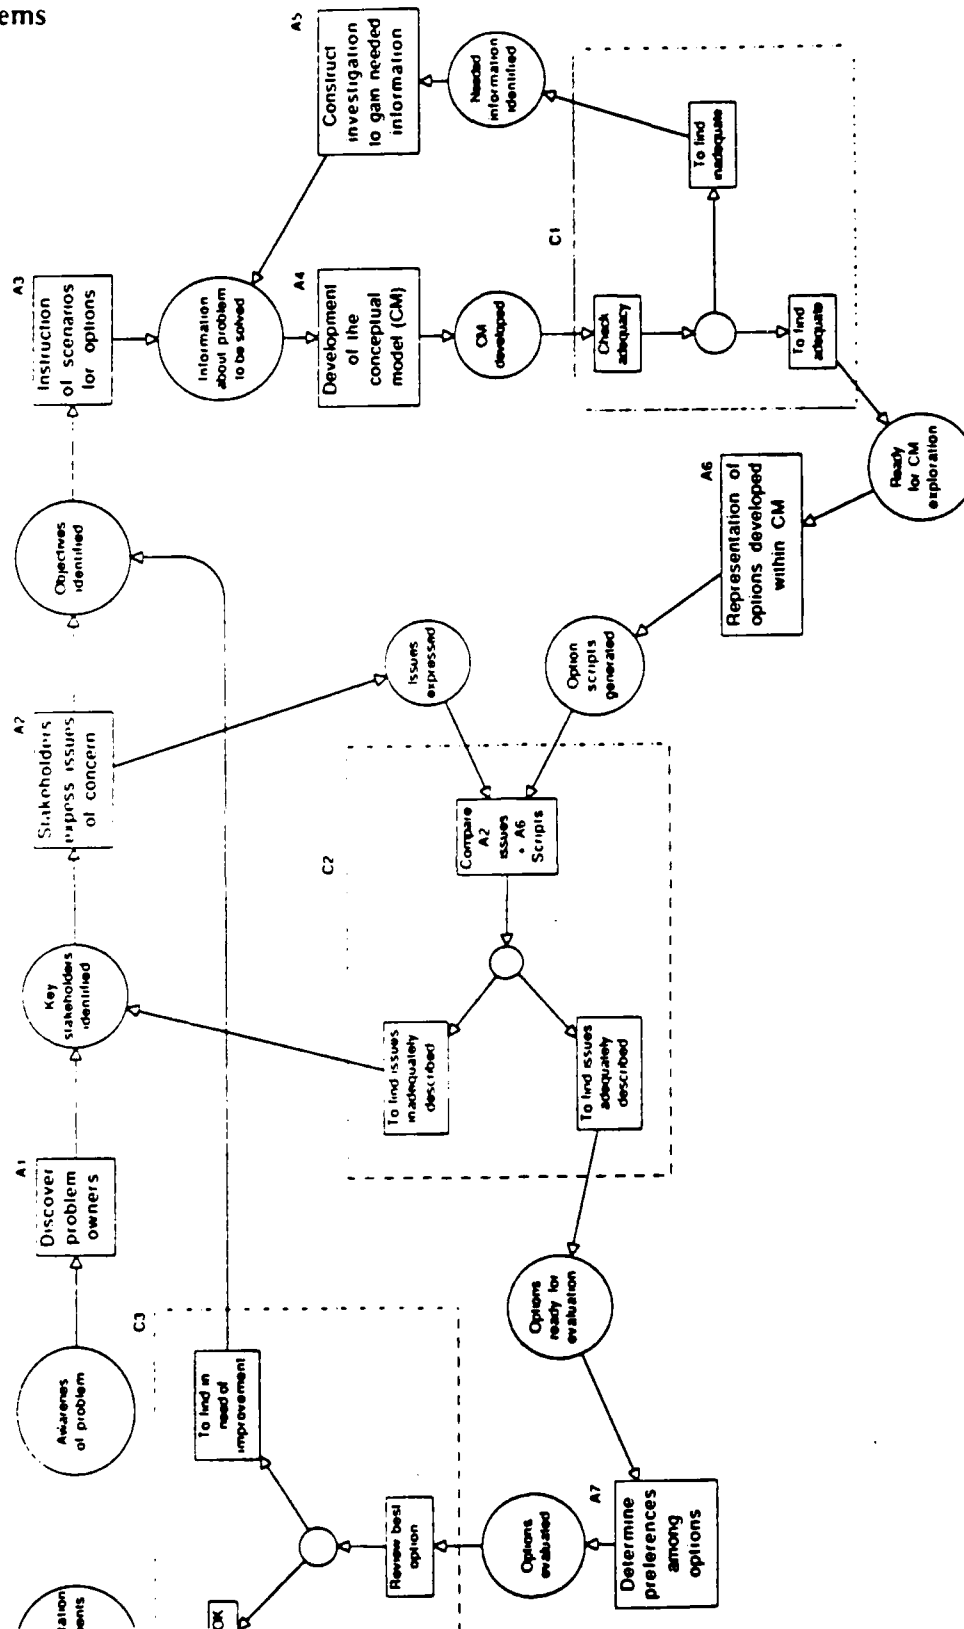 ems
Awarenes
of problem
A1
Discover
problem
owners
Key
stakeholders
identified
A2
Stakeholders
express issues
of concern
Objectives
identified
A3
Instruction
of scenarios
for options
Information
about problem
to be solved
A4
Development
of the
conceptual
model (CM)
A5
Construct
investigation
to gain needed
information
Needed
information
identified
CM
developed
C1
Check
adequacy
To find
inadequate
To find
adequate
Ready
for CM
exploration
A6
Representation of
options developed
within CM
Option
scripts
generated
Issues
expressed
C2
Compare
A2
issues
+ A6
Scripts
To find issues
inadequately
described
To find issues
adequately
described
Options
ready for
evaluation
A7
Determine
preferences
among
options
Options
evaluated
C3
Review best
option
To find in
need of
improvement
OK
tation
ents